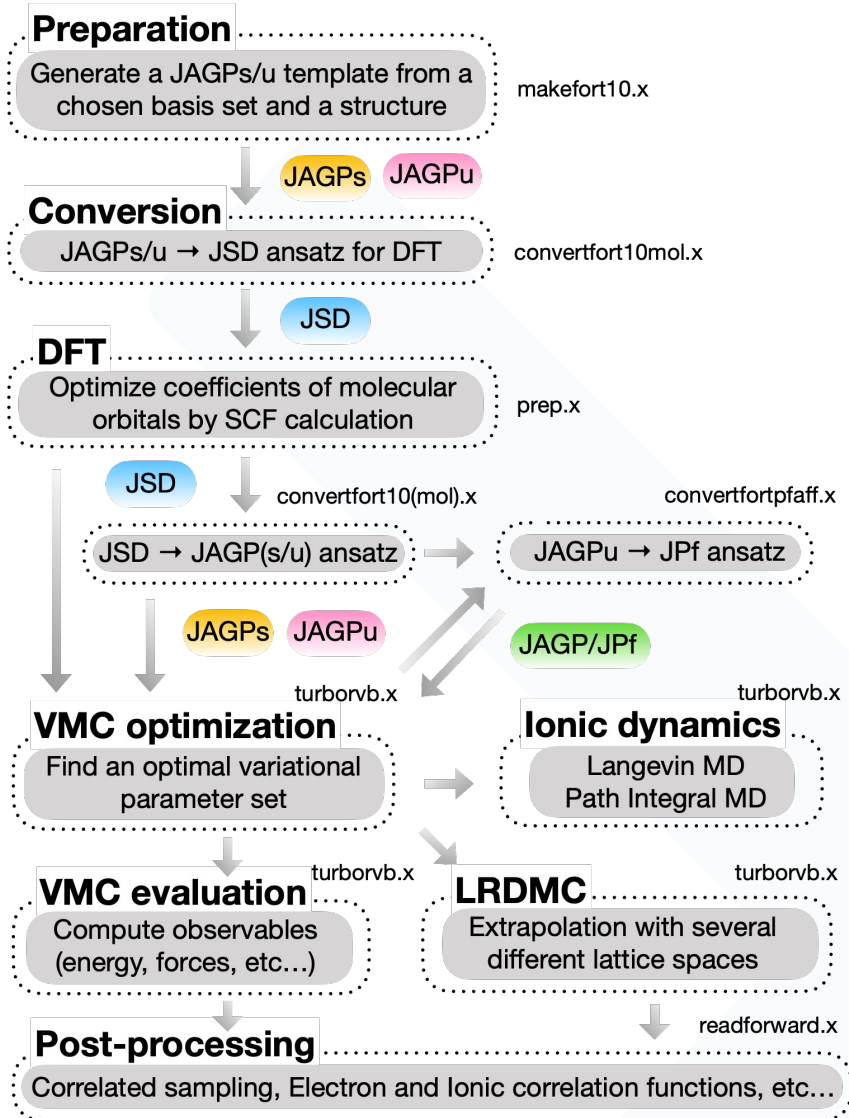 Preparation
Generate a JAGPs/u template from a
chosen basis set and a structure
makefort10.x
JAGPs
JAGPu
Conversion
JAGPs/u → JSD ansatz for DFT
convertfort10mol.x
JSD
DFT
Optimize coefficients of molecular
orbitals by SCF calculation
prep.x
JSD
convertfort10(mol).x
convertfortpfaff.x
JSD → JAGP(s/u) ansatz
JAGPu → JPf ansatz
JAGPs
JAGPu
JAGP/JPf
turborvb.x
VMC optimization
Find an optimal variational
parameter set
turborvb.x
Ionic dynamics
Langevin MD
Path Integral MD
turborvb.x
VMC evaluation
Compute observables
(energy, forces, etc…)
turborvb.x
LRDMC
Extrapolation with several
different lattice spaces
readforward.x
Post-processing
Correlated sampling, Electron and Ionic correlation functions, etc…